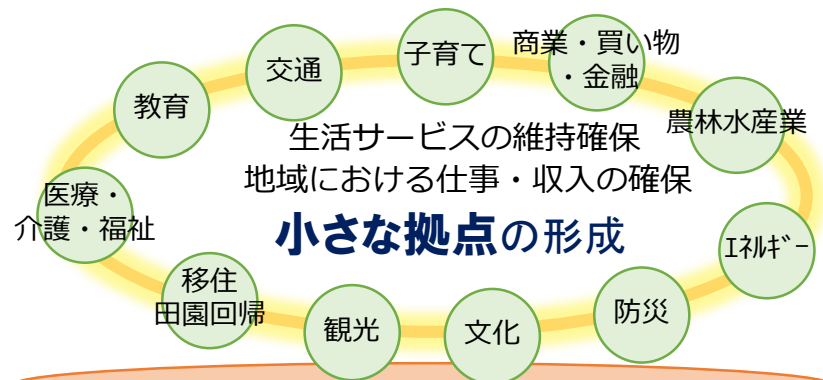 子育て
商業・買い物
・金融
交通
教育
農林水産業
生活サービスの維持確保
地域における仕事・収入の確保
医療・
介護・福祉
小さな拠点の形成
ｴﾈﾙｷﾞｰ
移住
田園回帰
防災
観光
文化